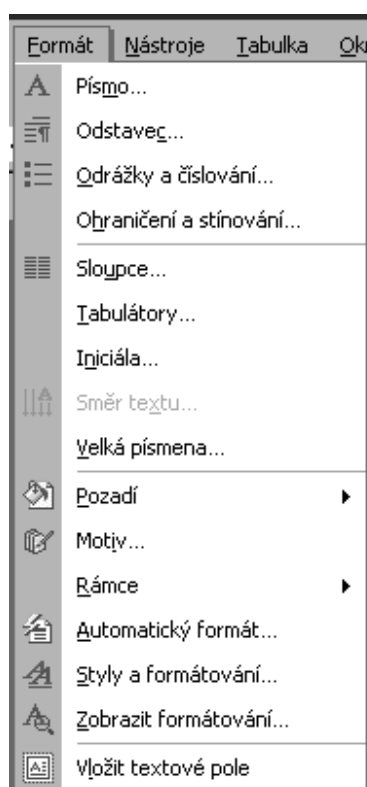 Formát Nástroje Tabulka Ok
Písmo...
Odstavec...
Odrážky a číslování...
Ohraničení a stínování...
Sloupce...
Tabulátory...
Iniciála...
Směr textu...
Velká písmena...
Pozadí
Motiv...
Rámce
Automatický formát...
Styly a formátování...
Zobrazit formátování...
Vložit textové pole